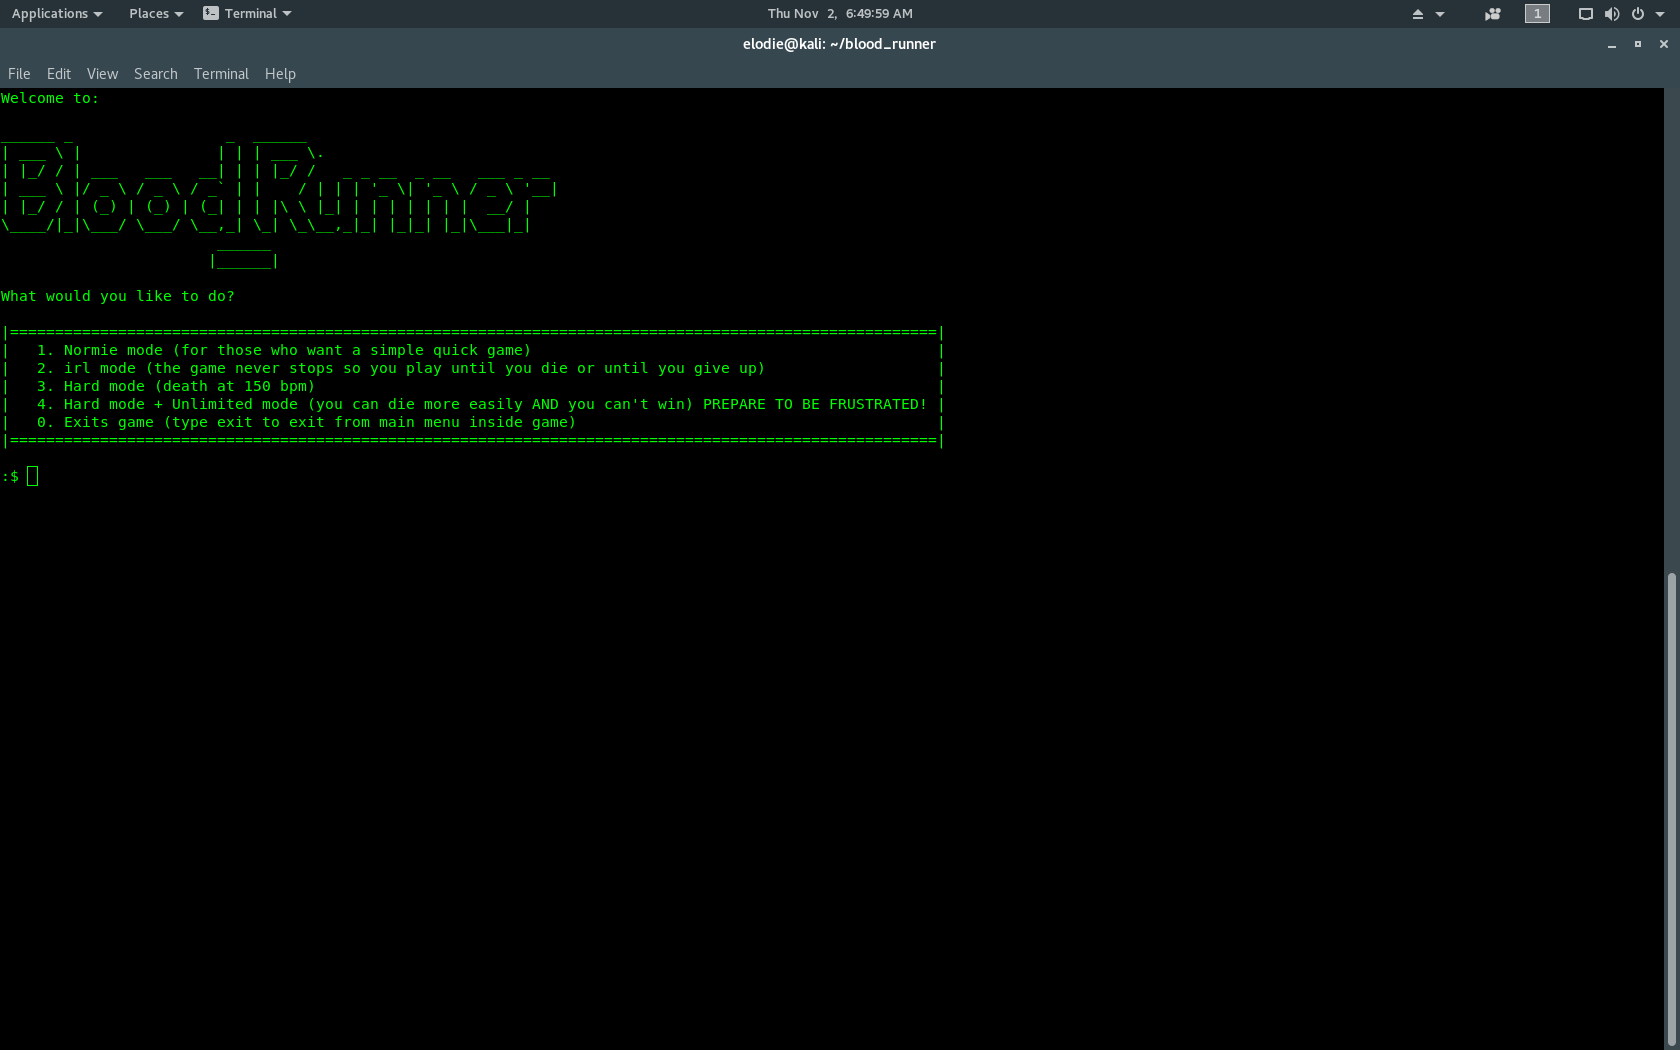 Applications Places Terminal Thu Nov 2, 6:49:59 AM 1
elodie@kali: ~/blood_runner
File Edit View Search Terminal Help
Welcome to:
Blood_Runner
What would you like to do?
|=======================================================================================================|
| 1. Normie mode (for those who want a simple quick game) |
| 2. irl mode (the game never stops so you play until you die or until you give up) |
| 3. Hard mode (death at 150 bpm) |
| 4. Hard mode + Unlimited mode (you can die more easily AND you can't win) PREPARE TO BE FRUSTRATED! |
| 0. Exits game (type exit to exit from main menu inside game) |
|=======================================================================================================|
:$